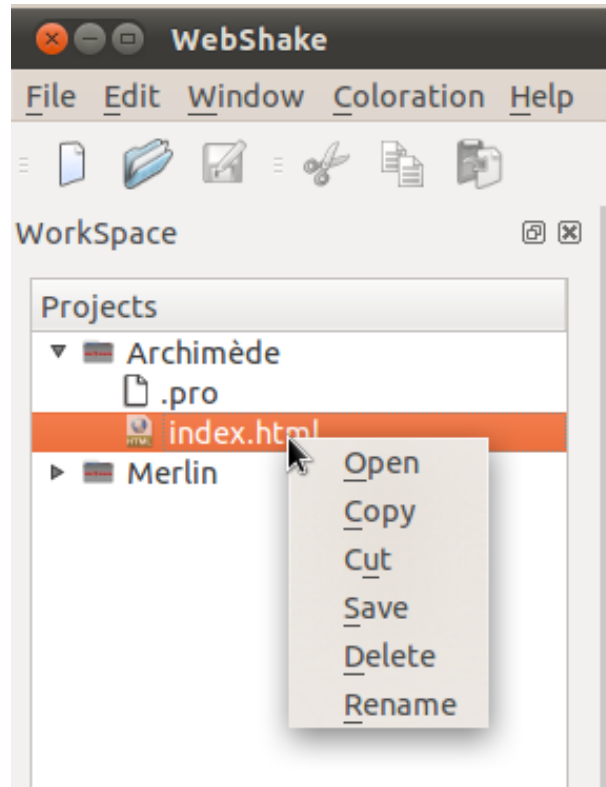 WebShake
File Edit Window Coloration Help
WorkSpace
Projects
Archimède
.pro
HTML index.html
Merlin
Open
Copy
Cut
Save
Delete
Rename